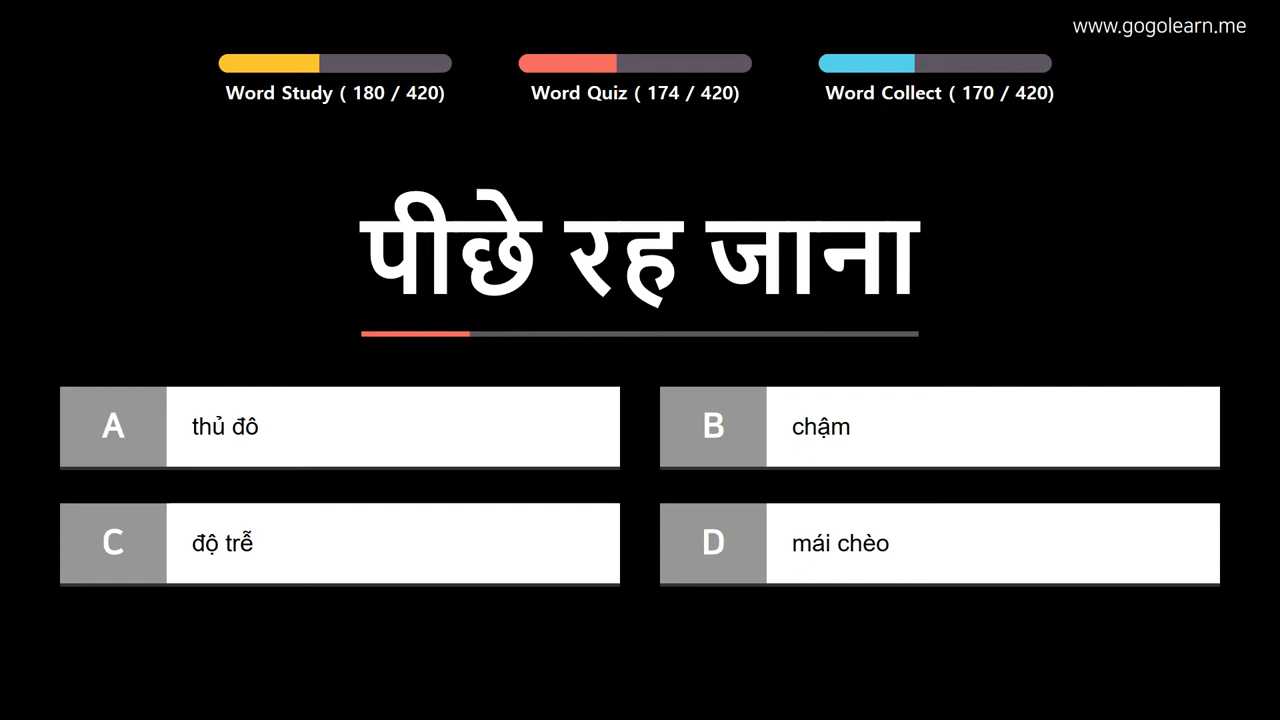 www.gogolearn.me
Word Study ( 180 / 420)
Word Quiz ( 174 / 420)
Word Collect ( 170 / 420)
पीछे रह जाना
A thủ đô
B chậm
C độ trễ
D mái chèo